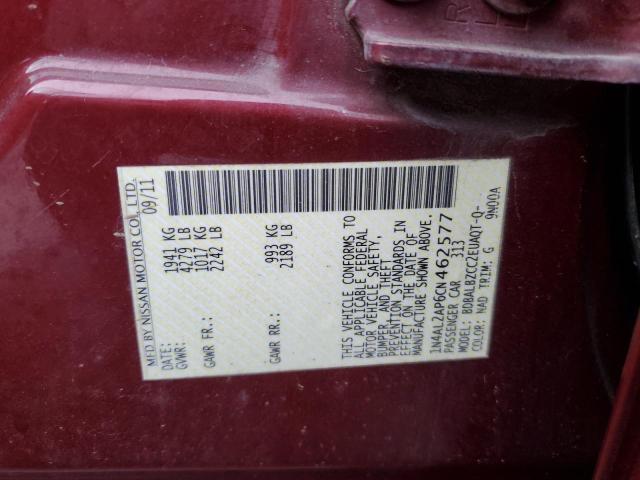 MFD BY NISSAN MOTOR CO., LTD.
09/11
GVWR: 1941 KG
4279 LB
GAWR FR: 1017 KG
2242 LB
GAWR RR: 993 KG
2189 LB
THIS VEHICLE CONFORMS TO
ALL APPLICABLE FEDERAL
MOTOR VEHICLE SAFETY,
BUMPER, AND THEFT
PREVENTION STANDARDS IN
EFFECT ON THE DATE OF
MANUFACTURE SHOWN ABOVE.
1N4AL2AP6CN462577
PASSENGER CAR 313
MODEL: BDBALBZCC2EUAQT-Q-
COLOR: NAD TRIM: G 9N00A